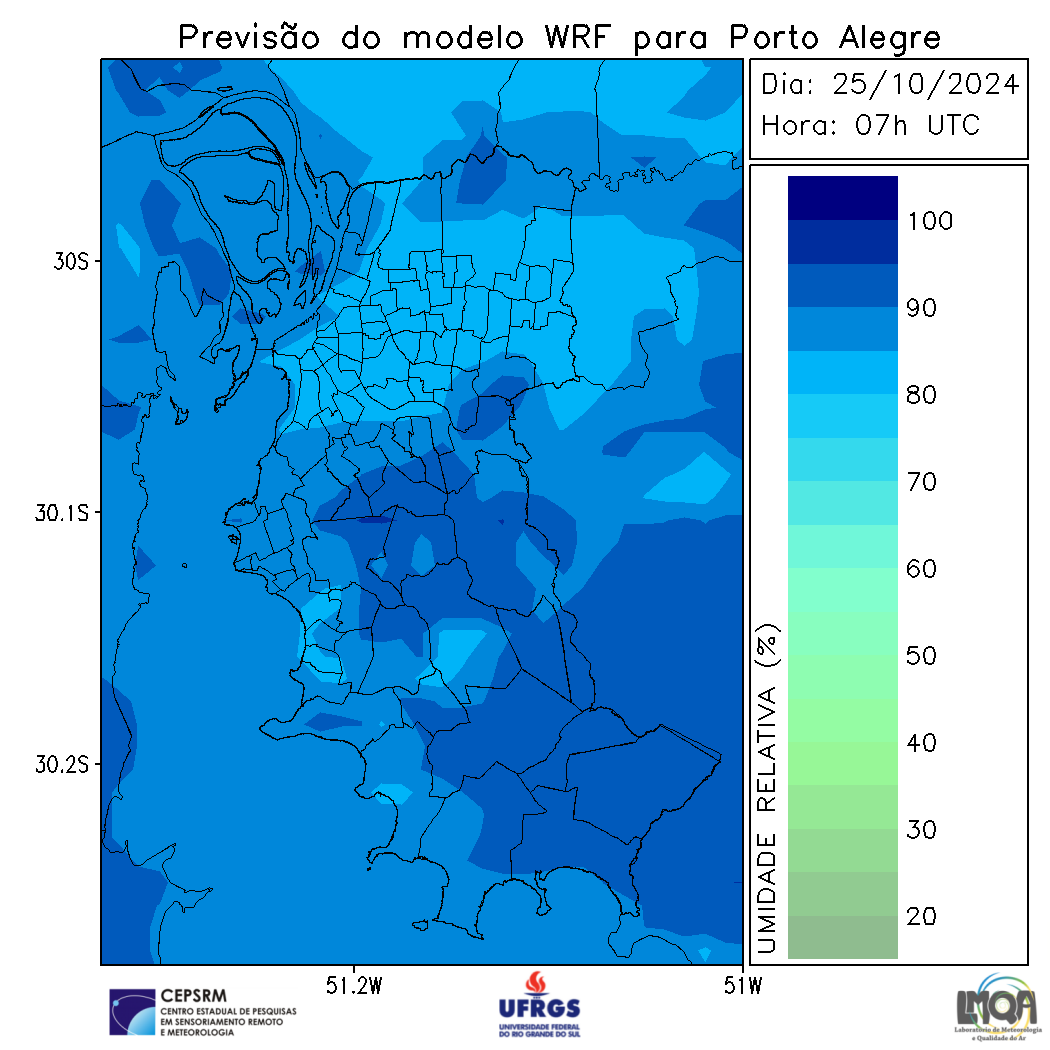 Previsão do modelo WRF para Porto Alegre
Dia: 25/10/2024
Hora: 07h UTC
30S
30.1S
30.2S
51.2W
51W
UMIDADE RELATIVA (%)
100
90
80
70
60
50
40
30
20
CEPSRM
CENTRO ESTADUAL DE PESQUISAS
EM SENSORIAMENTO REMOTO
E METEOROLOGIA
UFRGS
UNIVERSIDADE FEDERAL
DO RIO GRANDE DO SUL
LMQA
Laboratório de Meteorologia
e Qualidade do Ar